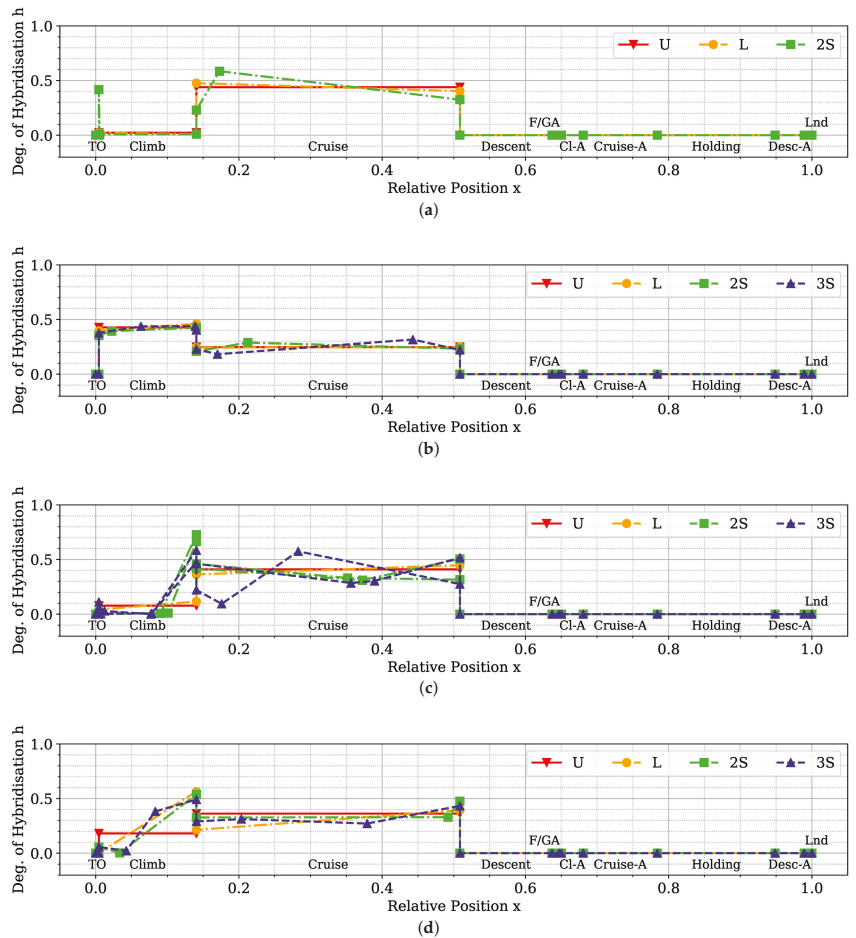 Deg. of Hybridisation h
1.0
0.5
0.0
U L 2S
F/GA Lnd
TO Climb Cruise Descent Cl-A Cruise-A Holding Desc-A
0.0 0.2 0.4 0.6 0.8 1.0
Relative Position x
(a)
Deg. of Hybridisation h
1.0
0.5
0.0
U L 2S 3S
F/GA Lnd
TO Climb Cruise Descent Cl-A Cruise-A Holding Desc-A
0.0 0.2 0.4 0.6 0.8 1.0
Relative Position x
(b)
Deg. of Hybridisation h
1.0
0.5
0.0
U L 2S 3S
F/GA Lnd
TO Climb Cruise Descent Cl-A Cruise-A Holding Desc-A
0.0 0.2 0.4 0.6 0.8 1.0
Relative Position x
(c)
Deg. of Hybridisation h
1.0
0.5
0.0
U L 2S 3S
F/GA Lnd
TO Climb Cruise Descent Cl-A Cruise-A Holding Desc-A
0.0 0.2 0.4 0.6 0.8 1.0
Relative Position x
(d)